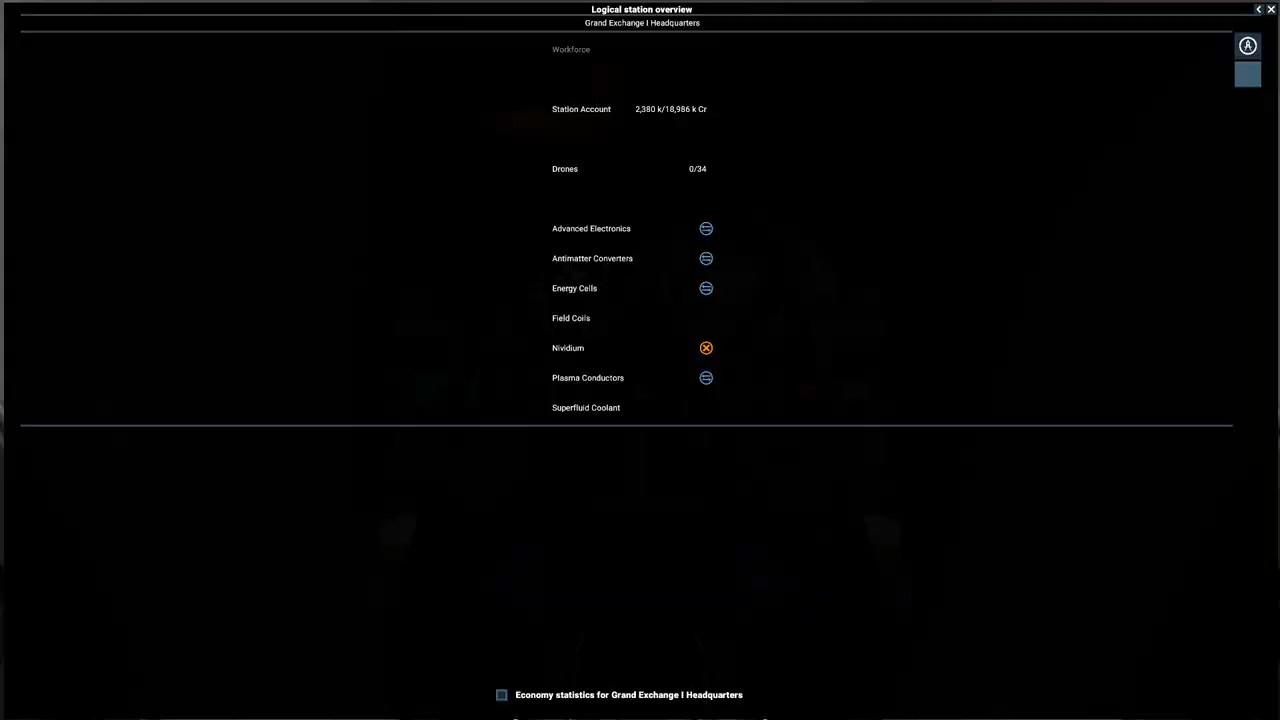 Logical station overview
Grand Exchange I Headquarters
Workforce
Station Account 2,380 k/18,986 k Cr
Drones 0/34
Advanced Electronics
Antimatter Converters
Energy Cells
Field Coils
Nividium
Plasma Conductors
Superfluid Coolant
Economy statistics for Grand Exchange I Headquarters